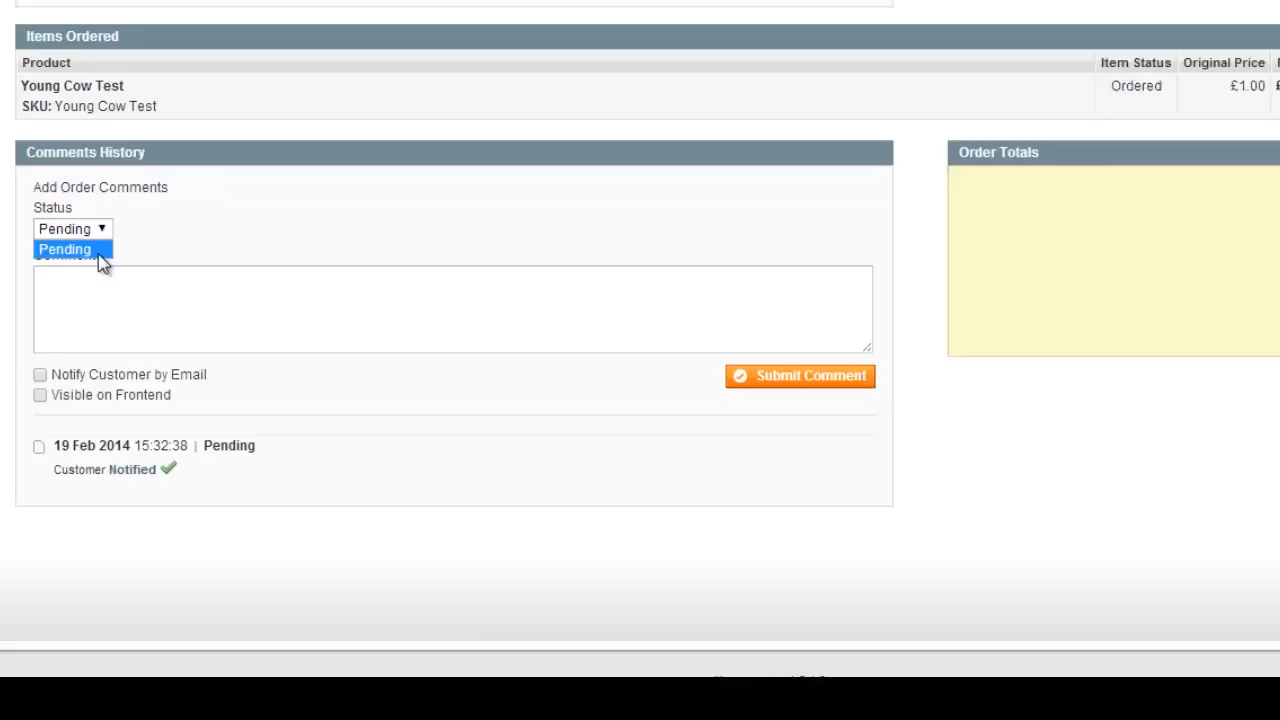 Items Ordered
Product Item Status Original Price
Young Cow Test Ordered £1.00
SKU: Young Cow Test
Comments History Order Totals
Add Order Comments
Status
Pending
Pending
Notify Customer by Email
Submit Comment
Visible on Frontend
19 Feb 2014 15:32:38 | Pending
Customer Notified